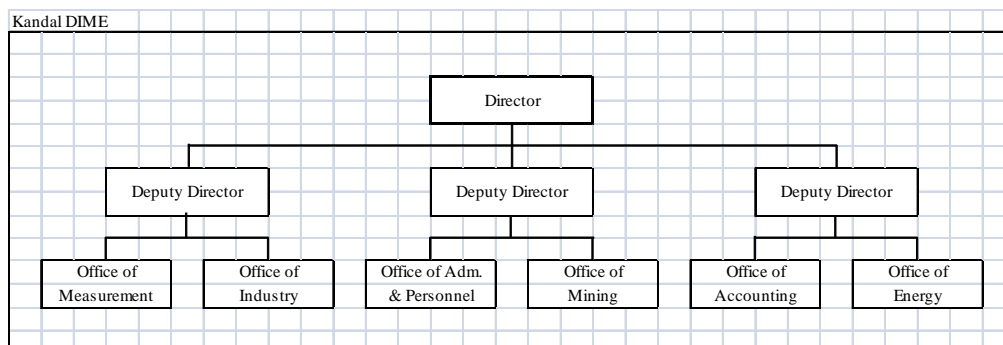 Kandal DIME
Director
Deputy Director
Deputy Director
Deputy Director
Office of
Measurement
Office of
Industry
Office of Adm.
& Personnel
Office of
Mining
Office of
Accounting
Office of
Energy